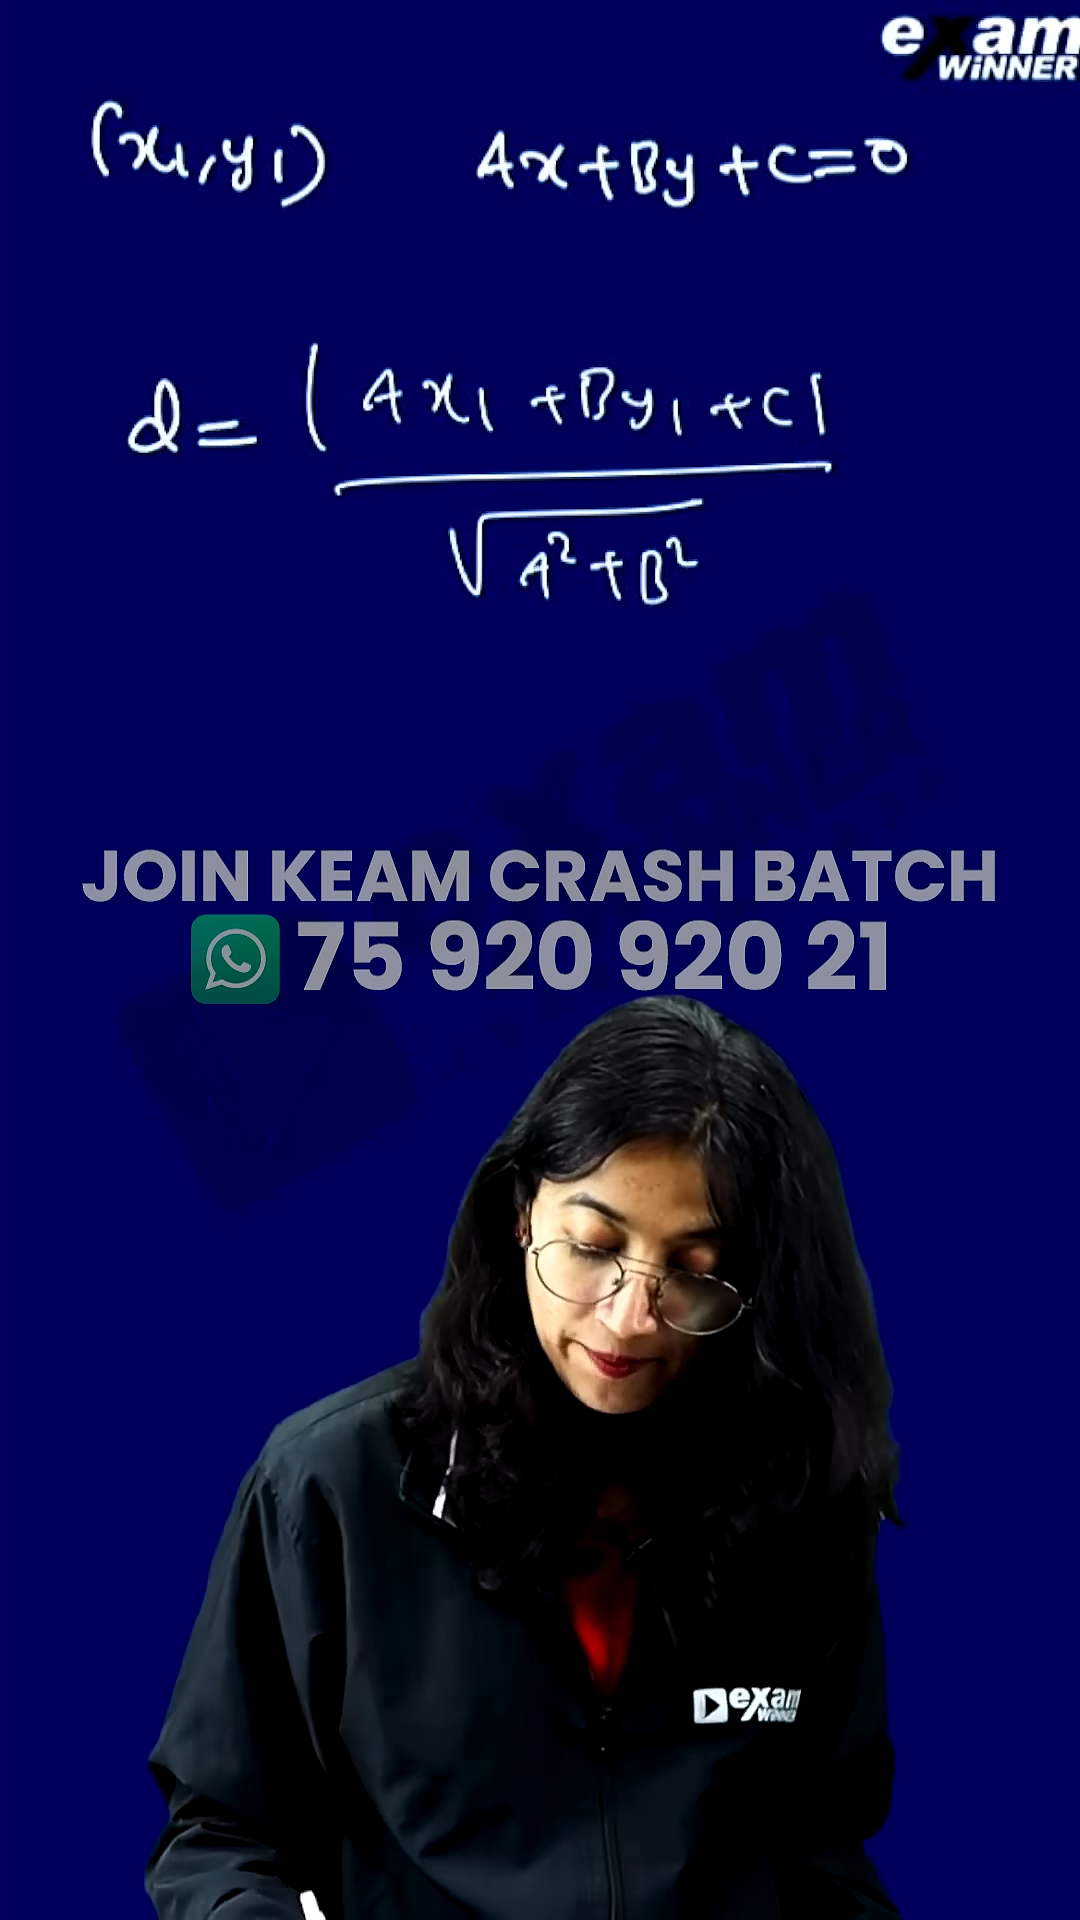 exam
WiNNER
(x₁,y₁) Ax+By+C=0
d= |Ax₁+By₁+C|
√A²+B²
JOIN KEAM CRASH BATCH
75 920 920 21
exam
WiNNER